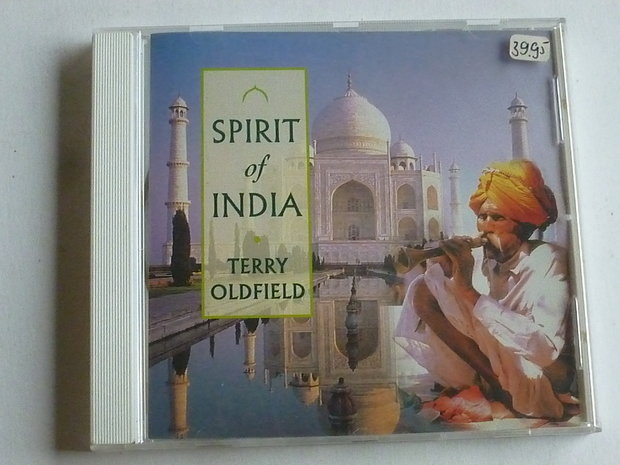 SPIRIT
of
INDIA
TERRY
OLDFIELD
39.95